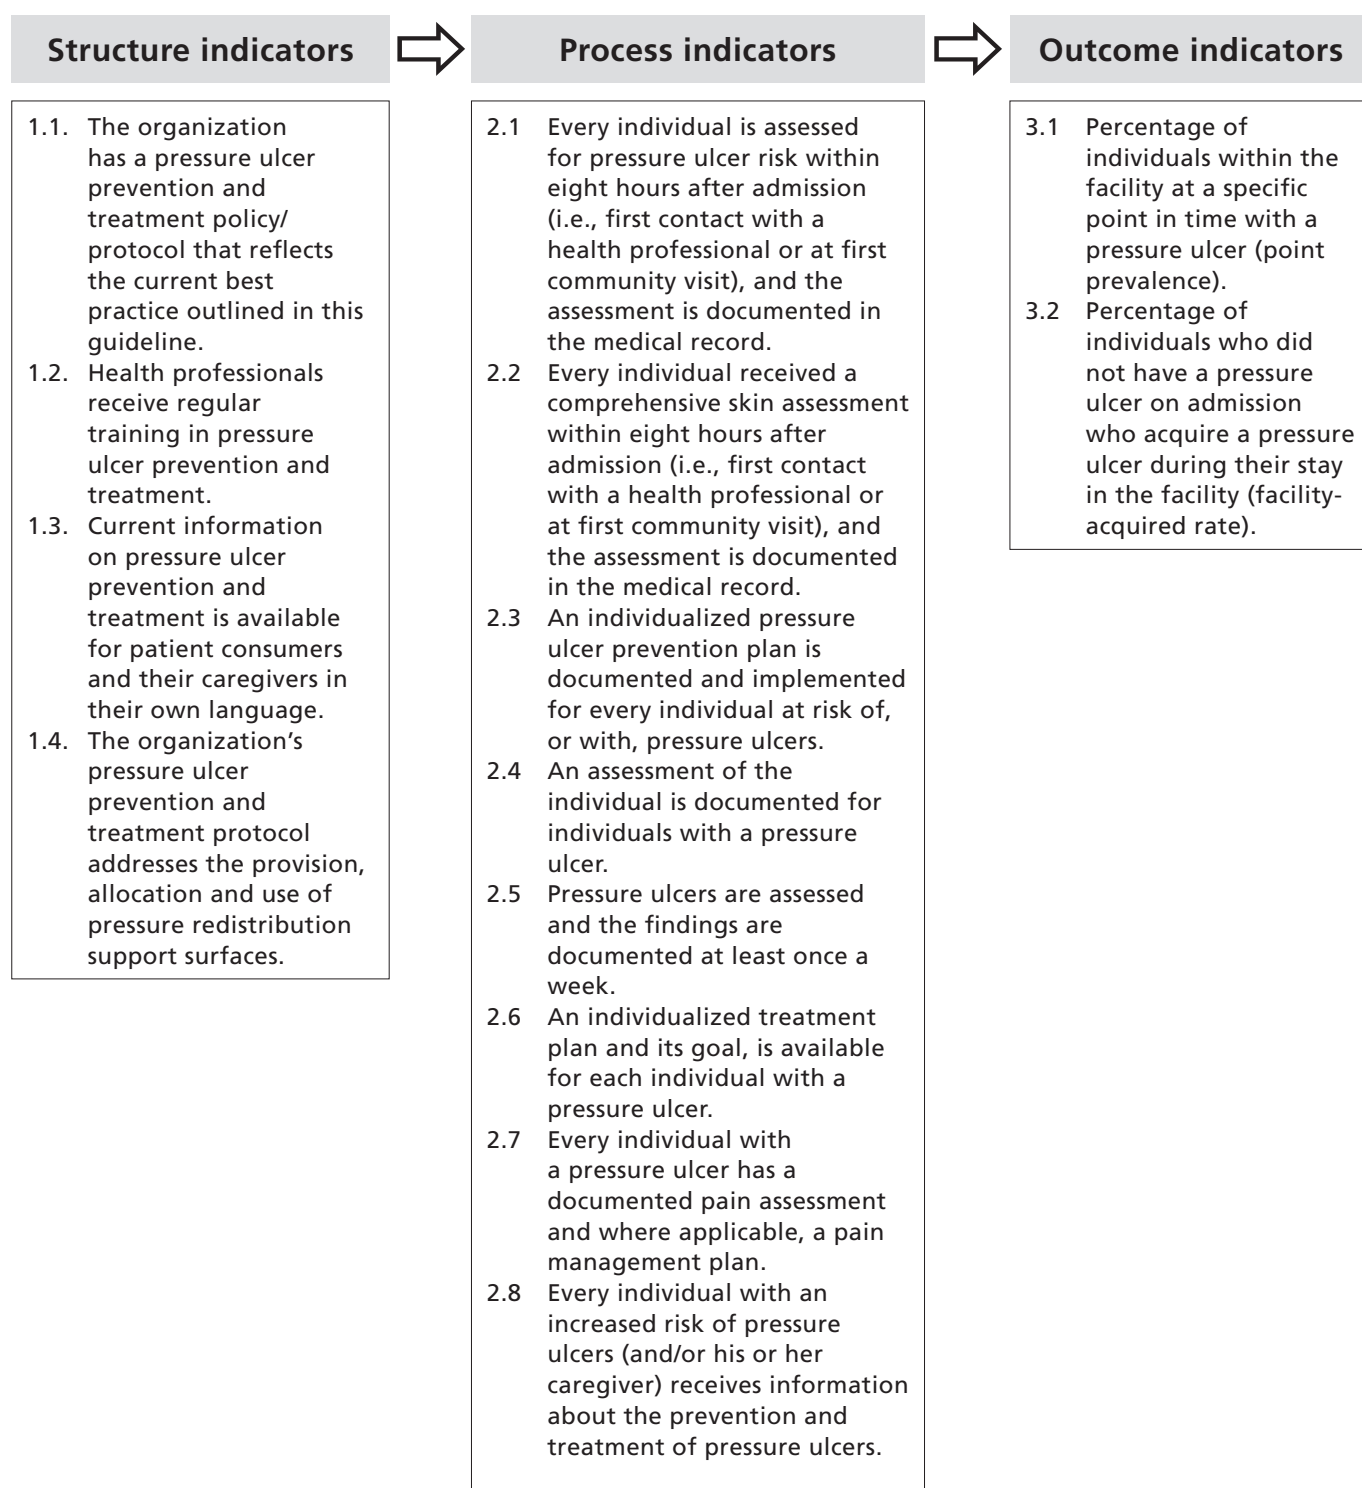 Structure indicators
Process indicators
Outcome indicators
1.1. The organization
has a pressure ulcer
prevention and
treatment policy/
protocol that reflects
the current best
practice outlined in this
guideline.
1.2. Health professionals
receive regular
training in pressure
ulcer prevention and
treatment.
1.3. Current information
on pressure ulcer
prevention and
treatment is available
for patient consumers
and their caregivers in
their own language.
1.4. The organization’s
pressure ulcer
prevention and
treatment protocol
addresses the provision,
allocation and use of
pressure redistribution
support surfaces.
2.1 Every individual is assessed
for pressure ulcer risk within
eight hours after admission
(i.e., first contact with a
health professional or at first
community visit), and the
assessment is documented in
the medical record.
2.2 Every individual received a
comprehensive skin assessment
within eight hours after
admission (i.e., first contact
with a health professional or
at first community visit), and
the assessment is documented
in the medical record.
2.3 An individualized pressure
ulcer prevention plan is
documented and implemented
for every individual at risk of,
or with, pressure ulcers.
2.4 An assessment of the
individual is documented for
individuals with a pressure
ulcer.
2.5 Pressure ulcers are assessed
and the findings are
documented at least once a
week.
2.6 An individualized treatment
plan and its goal, is available
for each individual with a
pressure ulcer.
2.7 Every individual with
a pressure ulcer has a
documented pain assessment
and where applicable, a pain
management plan.
2.8 Every individual with an
increased risk of pressure
ulcers (and/or his or her
caregiver) receives information
about the prevention and
treatment of pressure ulcers.
3.1 Percentage of
individuals within the
facility at a specific
point in time with a
pressure ulcer (point
prevalence).
3.2 Percentage of
individuals who did
not have a pressure
ulcer on admission
who acquire a pressure
ulcer during their stay
in the facility (facility-
acquired rate).